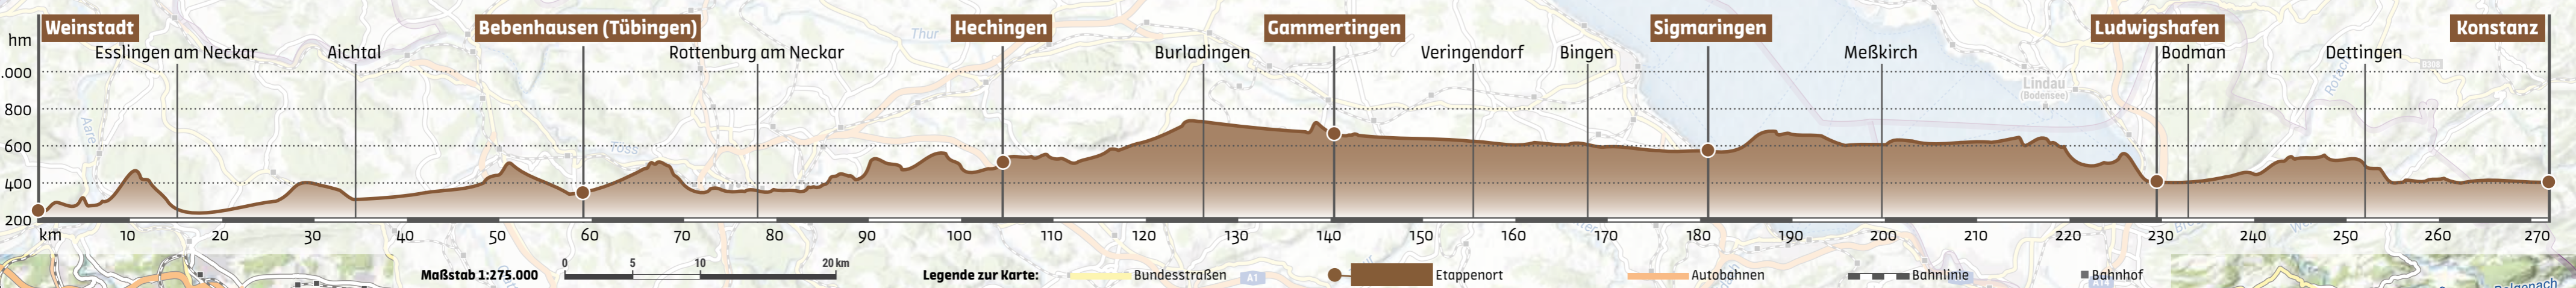 Weinstadt Bebenhausen (Tübingen) Hechingen Gammertingen Sigmaringen Ludwigshafen Konstanz
hm Esslingen am Neckar Aichtal Rottenburg am Neckar Burladingen Veringendorf Bingen Meßkirch Bodman Dettingen
Thur
.000
B388
800
Lindau
(Bodensee)
Rotach
Aare
600
400
200
km 10 20 30 40 50 60 70 80 90 100 110 120 130 140 150 160 170 180 190 200 210 220 230 240 250 260 270
Maßstab 1:275.000 0 5 10 20 km Legende zur Karte: Bundesstraßen A1 Etappenort Autobahnen Bahnlinie Bahnhof
A14